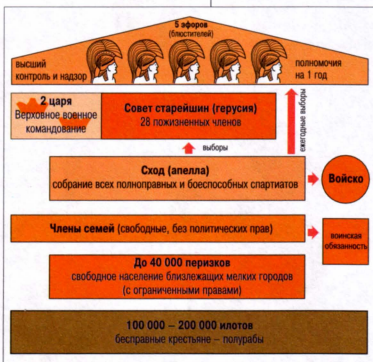 5 эфоров
(блюстителей)
высший
контроль и надзор
полномочия
на 1 год
2 царя
Верховное военное
командование
Совет старейшин (герусия)
28 пожизненных членов
выборы
ежегодные выборы
Сход (апелла)
собрание всех полноправных и боеспособных спартиатов
Войско
Члены семей (свободные, без политических прав)
воинская
обязанность
До 40 000 перизков
свободное население близлежащих мелких городов
(с ограниченными правами)
100 000 – 200 000 илотов
бесправные крестьяне – полурабы